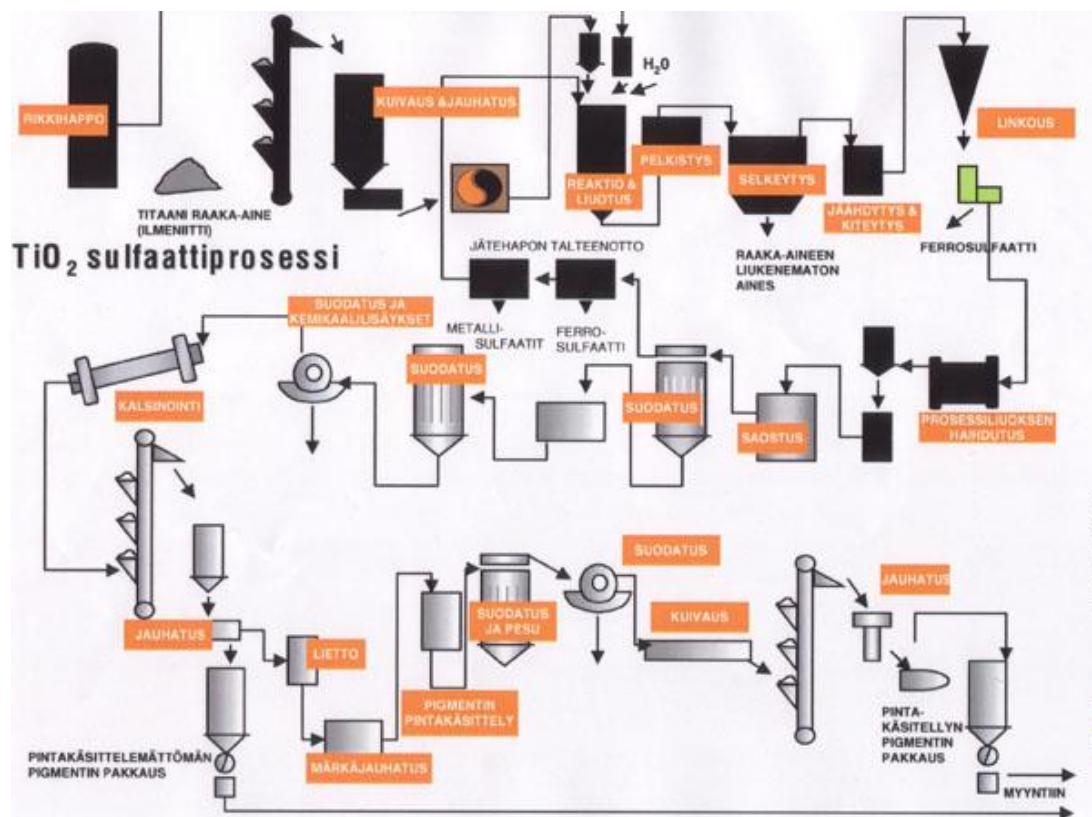 H₂O
RIKKIHAPPO
KUIVAUS &JAUHATUS
LINKOUS
PELKISTYS
REAKTIO &
LIUOTUS
SELKEYTYS
JÄÄHDYTYS &
KITEYTYS
TITAANI RAAKA-AINE
(ILMENIITTI)
FERROSULFAATTI
RAAKA-AINEEN
LIUKENEMATON
AINES
TiO₂ sulfaattiprosessi
JÄTEHAPON TALTEENOTTO
SUODATUS JA
KEMIKAALILISÄYKSET
METALLI-
SULFAATIT
FERRO-
SULFAATTI
SUODATUS
KALSINOINTI
SUODATUS
SAOSTUS
PROSESSILIUOKSEN
HAIHDUTUS
SUODATUS
JAUHATUS
SUODATUS
JA PESU
KUIVAUS
JAUHATUS
LIETTO
PIGMENTIN
PINTAKÄSITTELY
PINTA-
KÄSITELLYN
PIGMENTIN
PAKKAUS
PINTAKÄSITTELEMÄTTÖMÄN
PIGMENTIN PAKKAUS
MÄRKÄJAUHATUS
MYYNTIIN